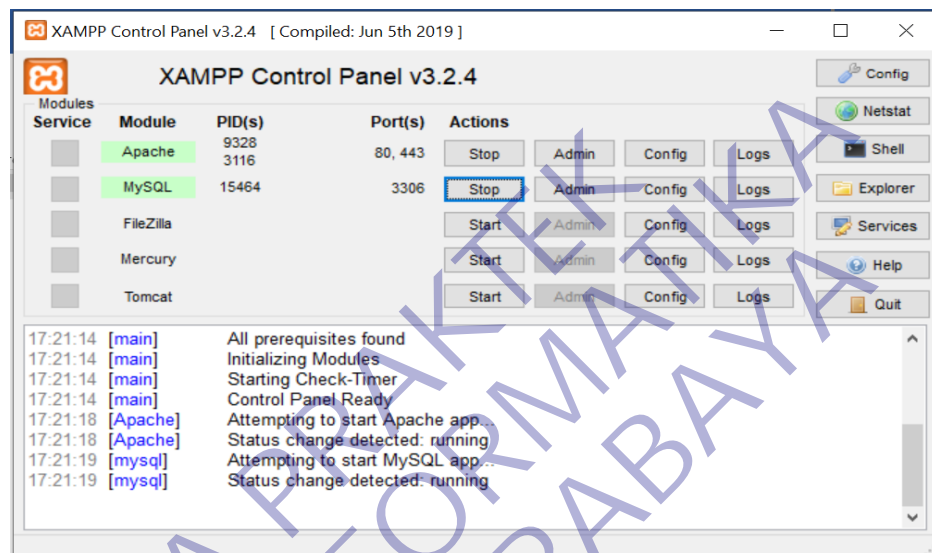 XAMPP Control Panel v3.2.4 [ Compiled: Jun 5th 2019 ]
XAMPP Control Panel v3.2.4
Config
Modules
Service Module PID(s) Port(s) Actions
Netstat
Apache 9328 3116 80, 443 Stop Admin Config Logs
Shell
MySQL 15464 3306 Stop Admin Config Logs
Explorer
FileZilla Start Admin Config Logs
Services
Mercury Start Admin Config Logs
Help
Tomcat Start Admin Config Logs
Quit
17:21:14 [main] All prerequisites found
17:21:14 [main] Initializing Modules
17:21:14 [main] Starting Check-Timer
17:21:14 [main] Control Panel Ready
17:21:18 [Apache] Attempting to start Apache app...
17:21:18 [Apache] Status change detected: running
17:21:19 [mysql] Attempting to start MySQL app...
17:21:19 [mysql] Status change detected: running
PRAKTEK